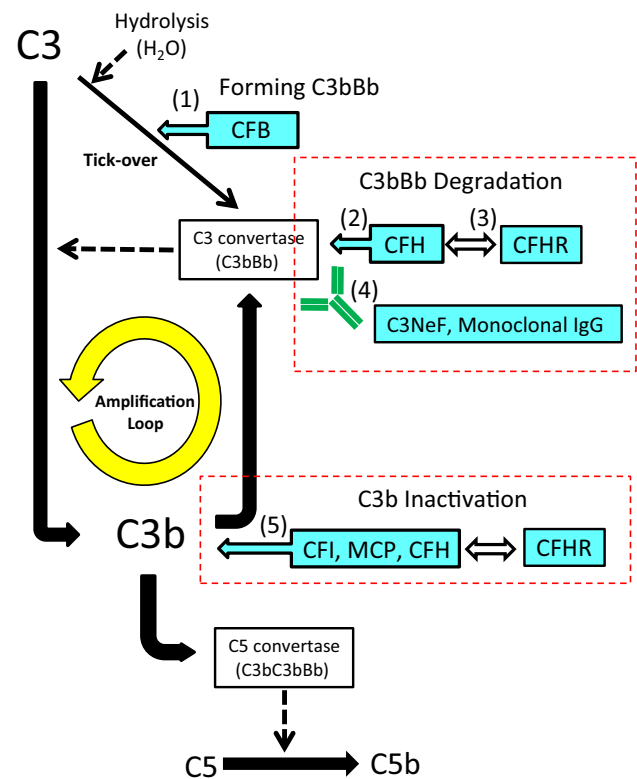 Hydrolysis
(H₂O)
C3
Forming C3bBb
(1)
CFB
Tick-over
C3bBb Degradation
C3 convertase
(C3bBb)
(2)
CFH
(3)
CFHR
(4)
C3NeF, Monoclonal IgG
Amplification
Loop
C3b Inactivation
C3b
(5)
CFI, MCP, CFH
CFHR
C5 convertase
(C3bC3bBb)
C5
C5b